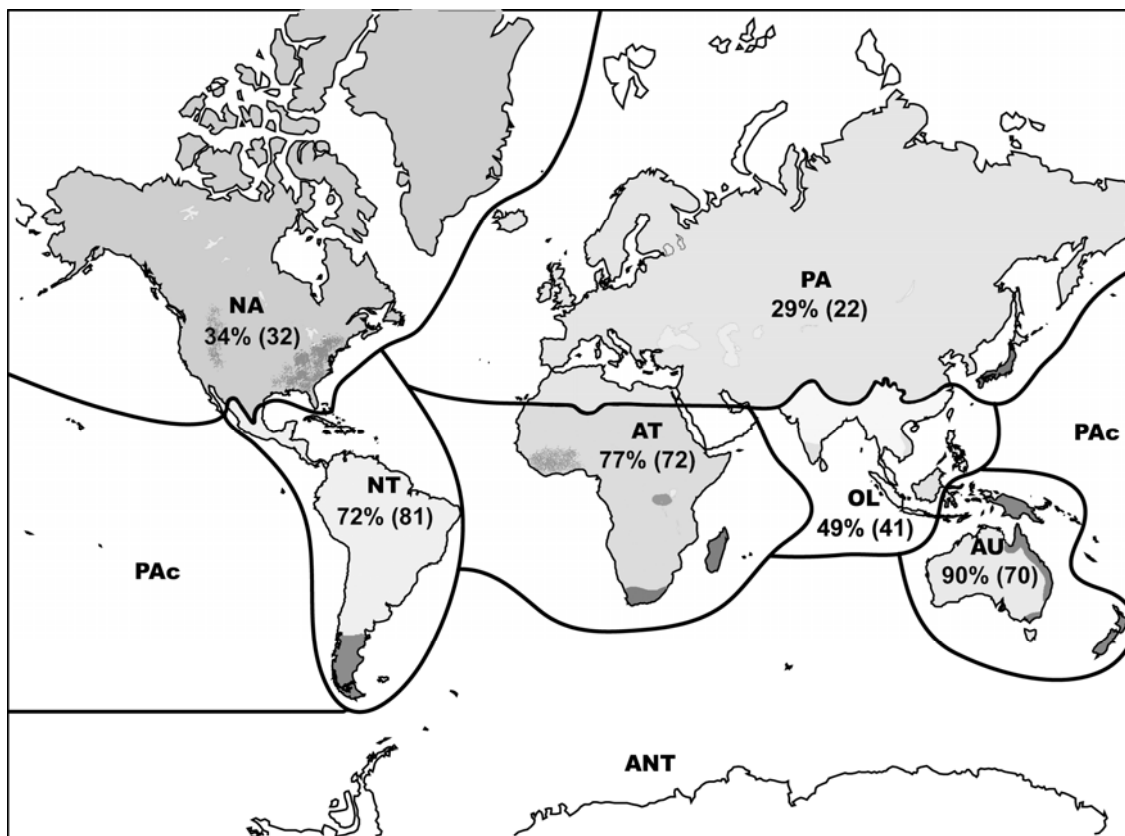 NA
34% (32)
PA
29% (22)
AT
77% (72)
PAc
NT
72% (81)
OL
49% (41)
AU
90% (70)
PAc
ANT